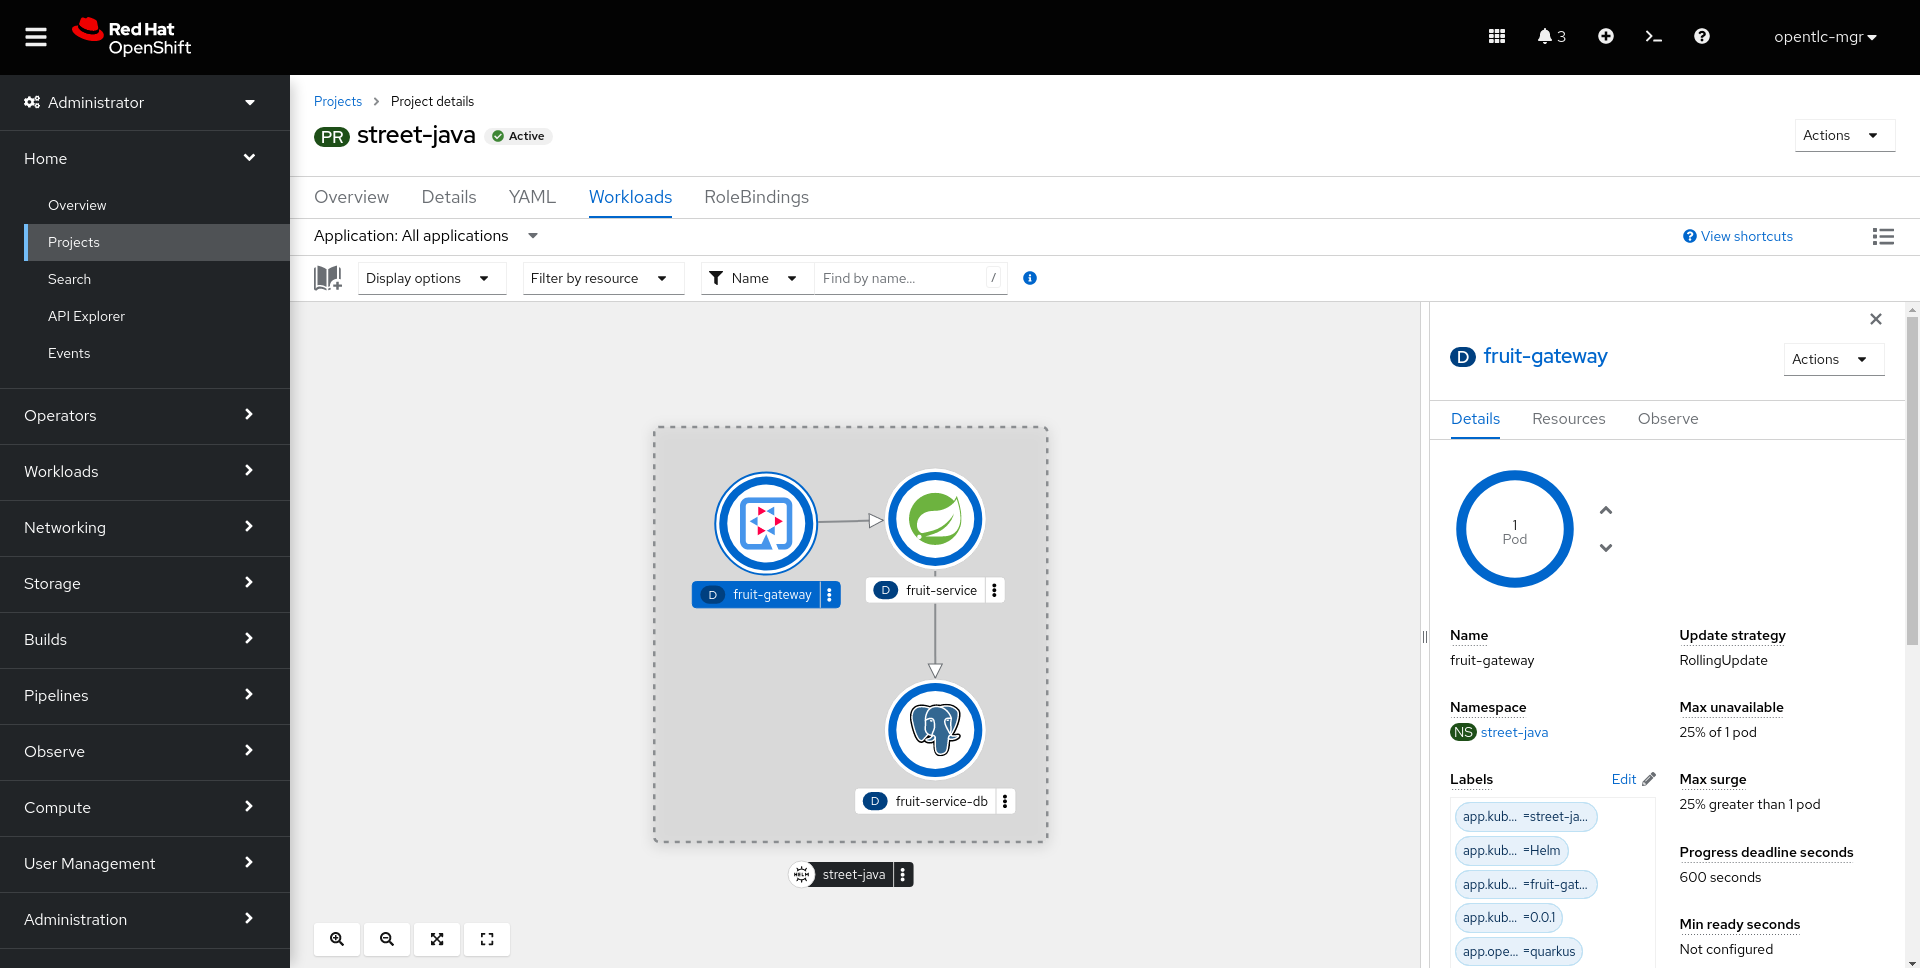 Red Hat
OpenShift
3
opentlc-mgr
Administrator
Home
Overview
Projects
Search
API Explorer
Events
Operators
Workloads
Networking
Storage
Builds
Pipelines
Observe
Compute
User Management
Administration
Projects > Project details
PR street-java Active
Actions
Overview Details YAML Workloads RoleBindings
Application: All applications
View shortcuts
Display options
Filter by resource
Name
Find by name...
/
D fruit-gateway
D fruit-service
D fruit-service-db
HELM street-java
D fruit-gateway
Actions
Details Resources Observe
1
Pod
Name
fruit-gateway
Namespace
NS street-java
Labels
Edit
app.kub... =street-ja...
app.kub... =Helm
app.kub... =fruit-gat...
app.kub... =0.0.1
app.ope... =quarkus
Update strategy
RollingUpdate
Max unavailable
25% of 1 pod
Max surge
25% greater than 1 pod
Progress deadline seconds
600 seconds
Min ready seconds
Not configured